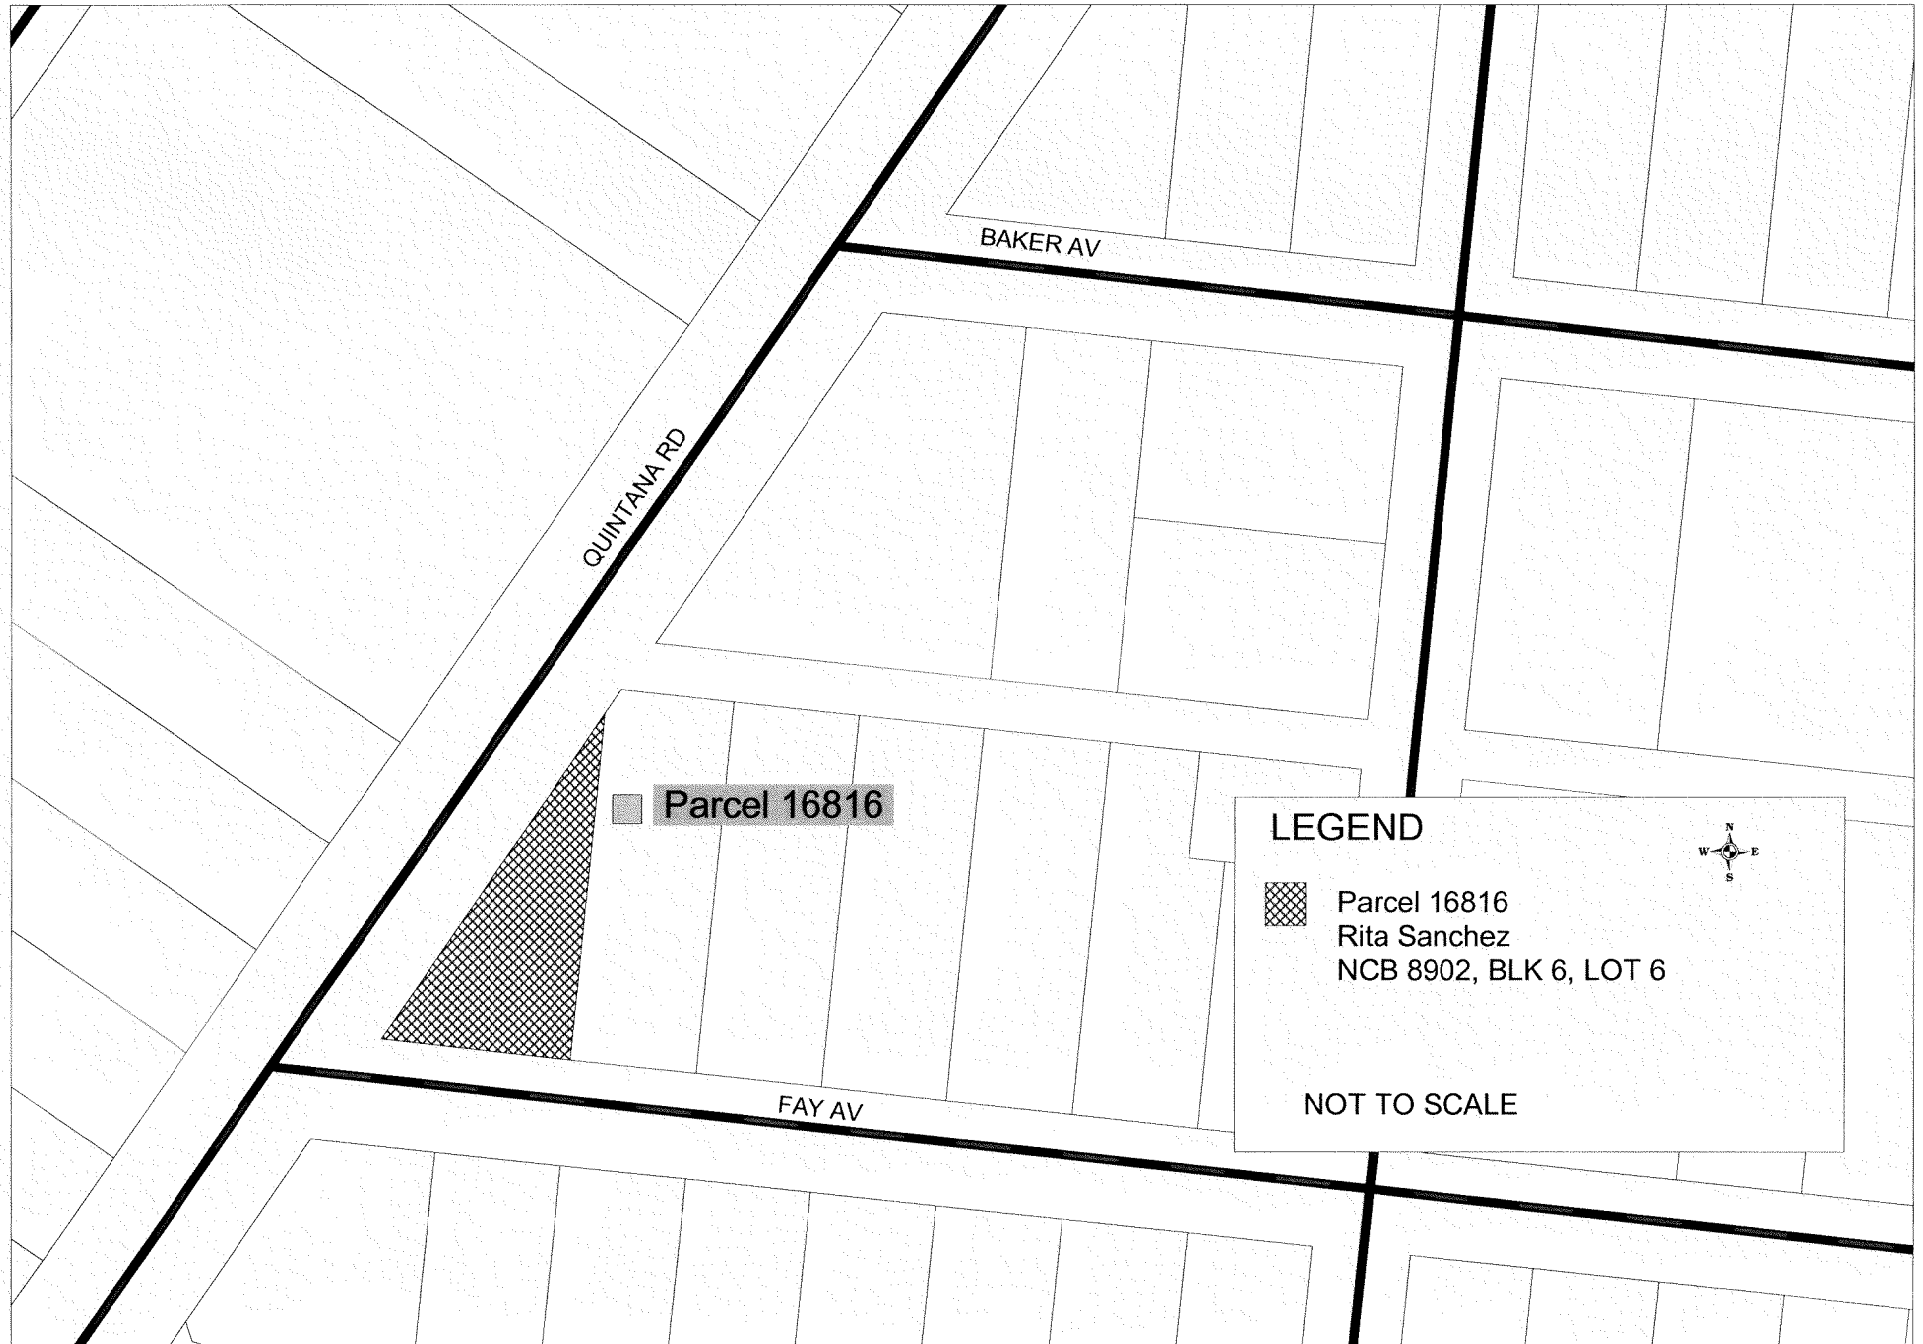 BAKER AV
QUINTANA RD
Parcel 16816
LEGEND
N
W E
S
Parcel 16816
Rita Sanchez
NCB 8902, BLK 6, LOT 6
NOT TO SCALE
FAY AV